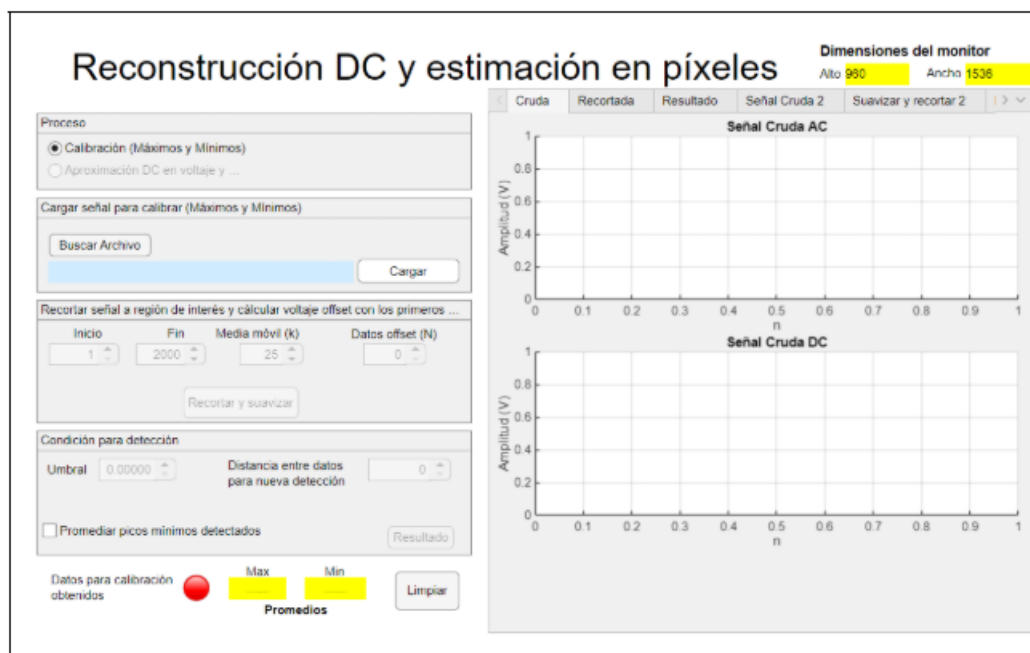 Reconstrucción DC y estimación en píxeles
Dimensiones del monitor
Alto 960 Ancho 1536
Proceso
Calibración (Máximos y Mínimos)
Aproximación DC en voltaje y ...
Cargar señal para calibrar (Máximos y Mínimos)
Buscar Archivo
Cargar
Recortar señal a región de interés y cálcular voltaje offset con los primeros ...
Inicio Fin Media móvil (k) Datos offset (N)
1 2000 25 0
Recortar y suavizar
Condición para detección
Umbral 0.00000 Distancia entre datos 0
para nueva detección
Promediar picos mínimos detectados
Resultado
Datos para calibración
obtenidos
Max Min
----- -----
Promedios
Limpiar
Cruda Recortada Resultado Señal Cruda 2 Suavizar y recortar 2
Señal Cruda AC
Amplitud (V)
1
0.8
0.6
0.4
0.2
0
0 0.1 0.2 0.3 0.4 0.5 0.6 0.7 0.8 0.9 1
n
Señal Cruda DC
Amplitud (V)
1
0.8
0.6
0.4
0.2
0
0 0.1 0.2 0.3 0.4 0.5 0.6 0.7 0.8 0.9 1
n